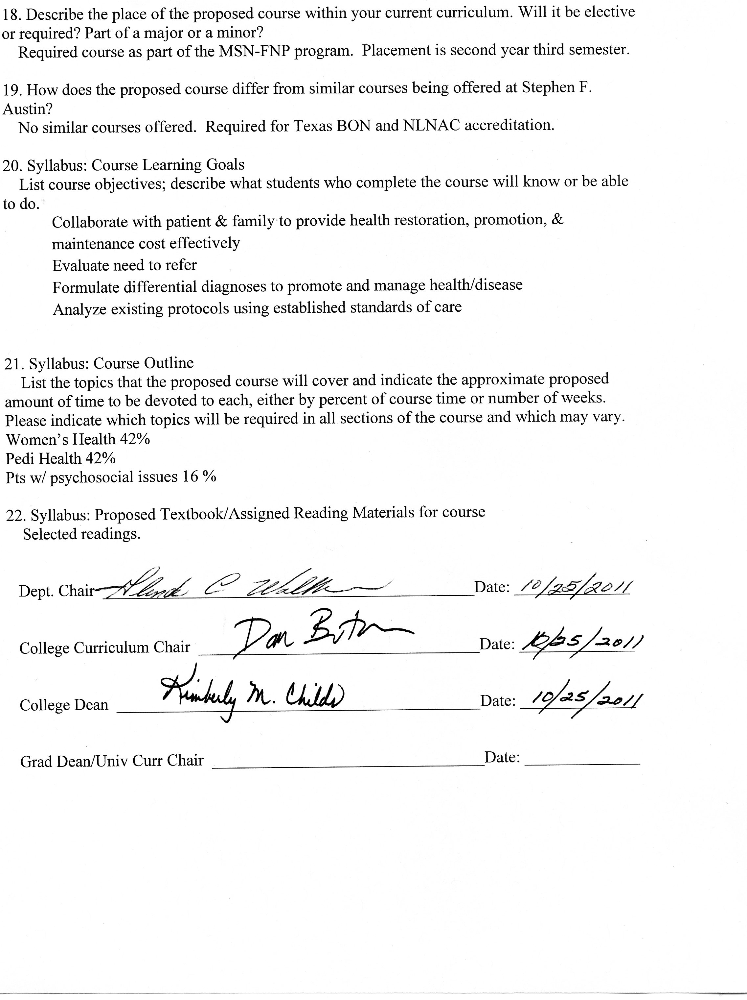 18. Describe the place of the proposed course within your current curriculum. Will it be elective
or required? Part of a major or a minor?
Required course as part of the MSN-FNP program.  Placement is second year third semester.
19. How does the proposed course differ from similar courses being offered at Stephen F.
Austin?
No similar courses offered.  Required for Texas BON and NLNAC accreditation.
20. Syllabus: Course Learning Goals
List course objectives; describe what students who complete the course will know or be able
to do.
Collaborate with patient & family to provide health restoration, promotion, &
maintenance cost effectively
Evaluate need to refer
Formulate differential diagnoses to promote and manage health/disease
Analyze existing protocols using established standards of care
21. Syllabus: Course Outline
List the topics that the proposed course will cover and indicate the approximate proposed
amount of time to be devoted to each, either by percent of course time or number of weeks.
Please indicate which topics will be required in all sections of the course and which may vary.
Women's Health 42%
Pedi Health 42%
Pts w/ psychosocial issues 16 %
22. Syllabus: Proposed Textbook/Assigned Reading Materials for course
Selected readings.
Dept. Chair C. Date: 10/25/2011
College Curriculum Chair Dan Date: 10/25/2011
College Dean Kimberly M. Childs Date: 10/25/2011
Grad Dean/Univ Curr Chair Date: